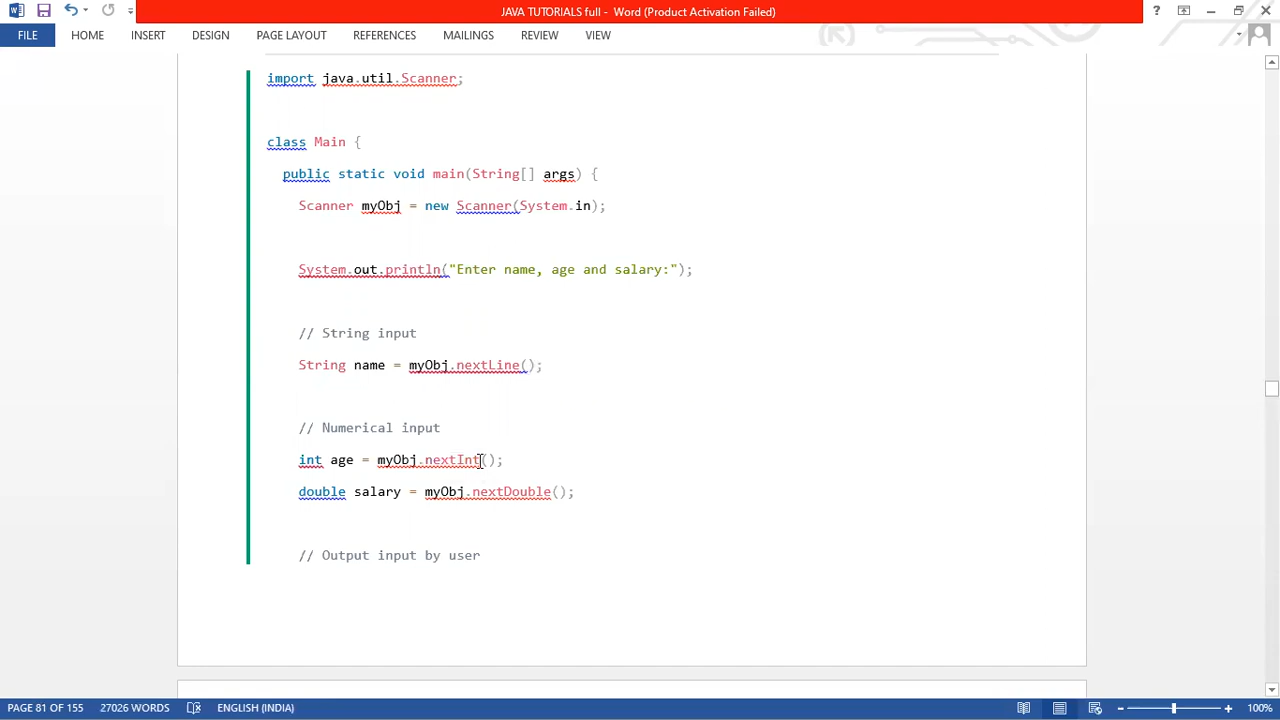 JAVA TUTORIALS full - Word (Product Activation Failed)
FILE HOME INSERT DESIGN PAGE LAYOUT REFERENCES MAILINGS REVIEW VIEW
import java.util.Scanner;
class Main {
public static void main(String[] args) {
Scanner myObj = new Scanner(System.in);
System.out.println("Enter name, age and salary:");
// String input
String name = myObj.nextLine();
// Numerical input
int age = myObj.nextInt();
double salary = myObj.nextDouble();
// Output input by user
PAGE 81 OF 155 27026 WORDS ENGLISH (INDIA) 100%